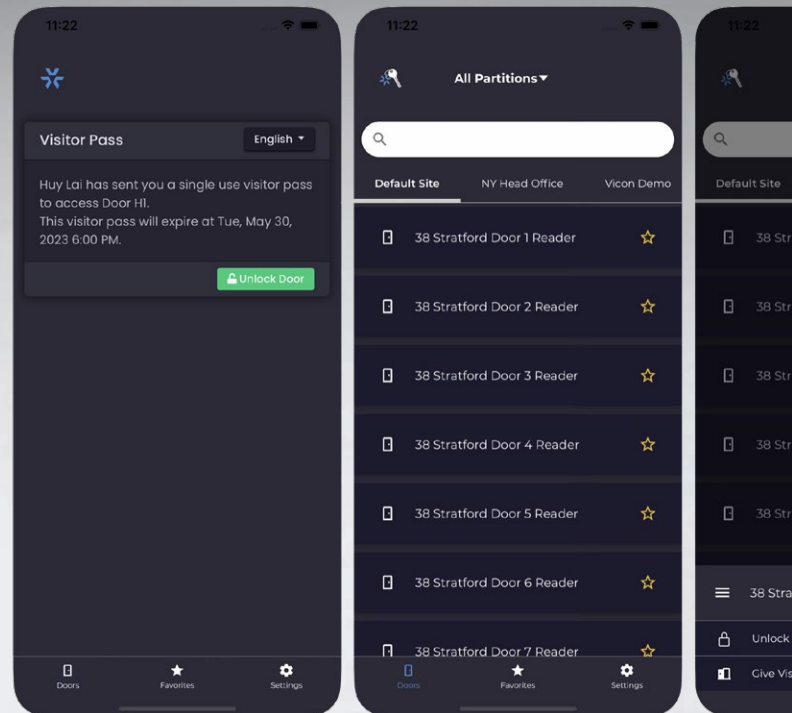 11:22
Visitor Pass
English
Huy Lai has sent you a single use visitor pass
to access Door H1.
This visitor pass will expire at Tue, May 30,
2023 6:00 PM.
Unlock Door
Doors Favorites Settings
11:22
All Partitions
Default Site NY Head Office Vicon Demo
38 Stratford Door 1 Reader
38 Stratford Door 2 Reader
38 Stratford Door 3 Reader
38 Stratford Door 4 Reader
38 Stratford Door 5 Reader
38 Stratford Door 6 Reader
38 Stratford Door 7 Reader
Doors Favorites Settings
11:22
Default Site
38 Str
38 Str
38 Str
38 Str
38 Str
38 Stra
Unlock
Give Vis